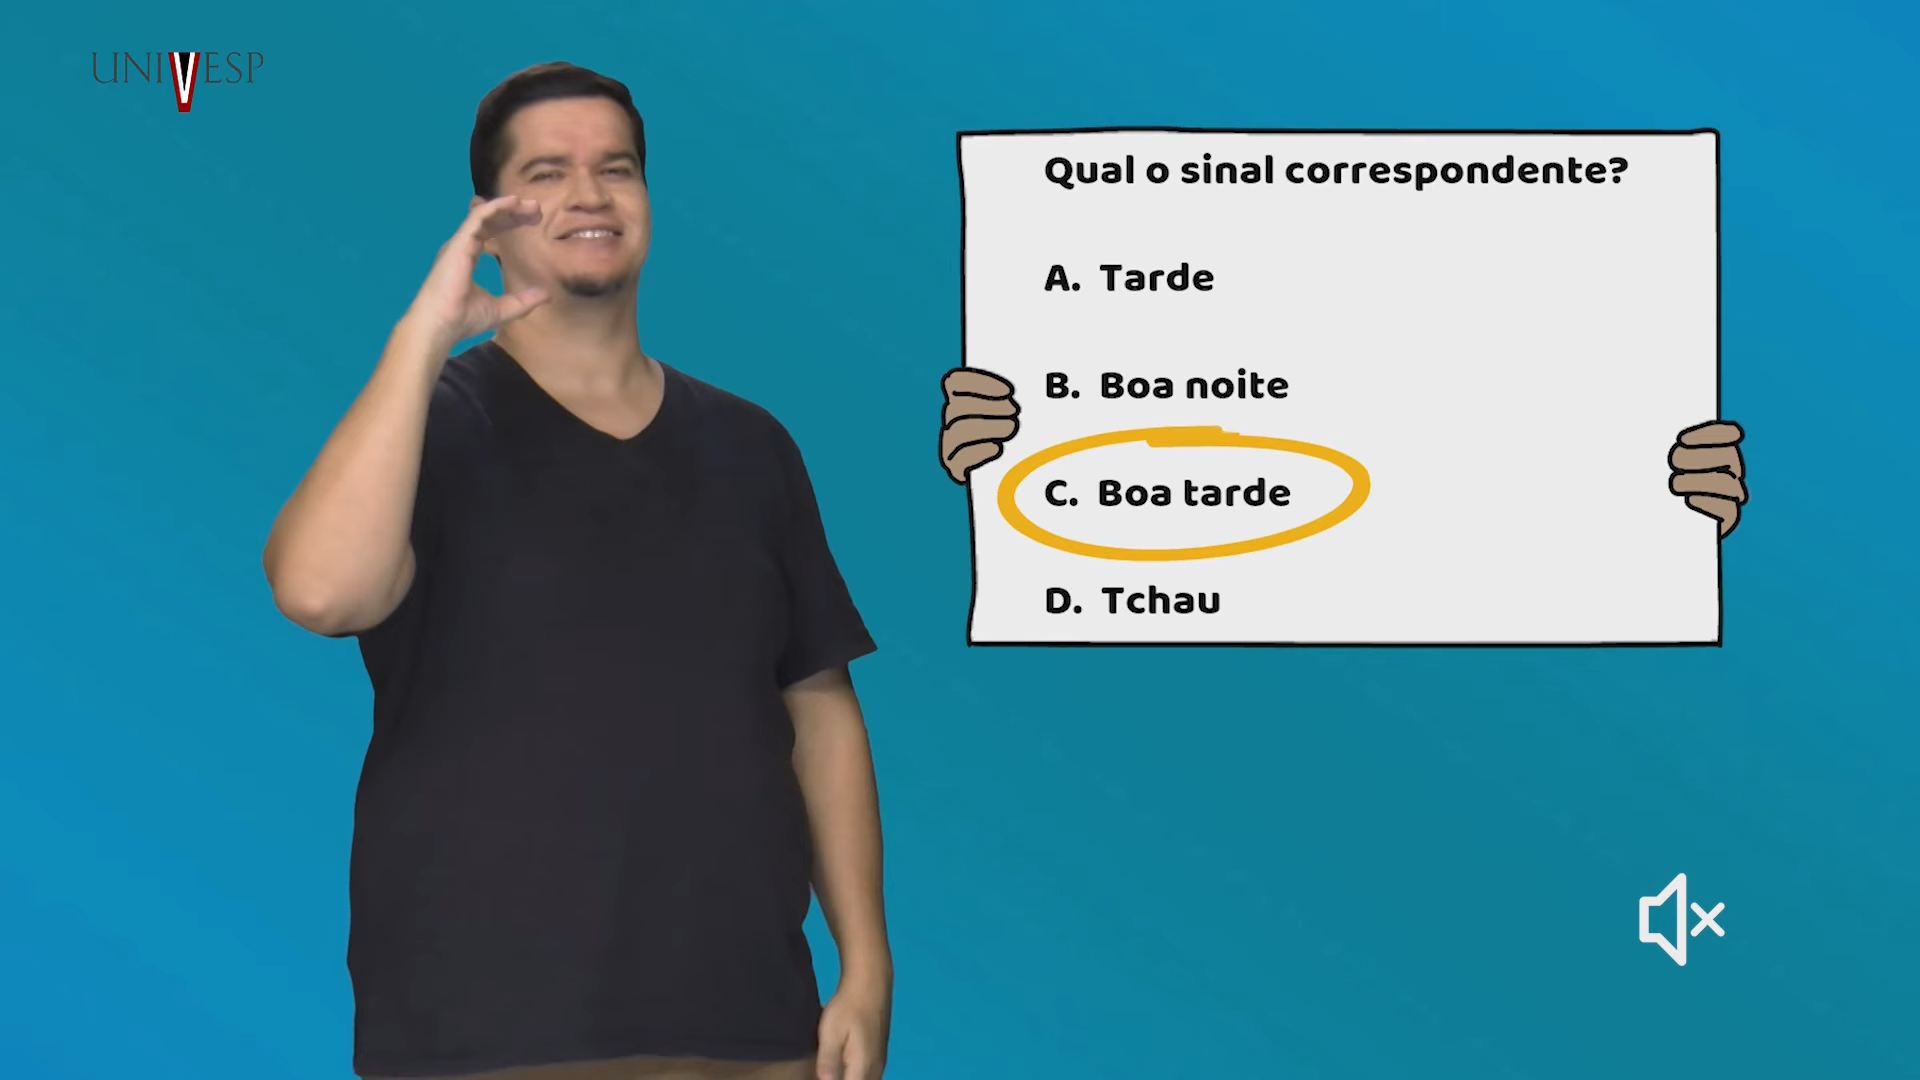 UNIVESP
Qual o sinal correspondente?
A. Tarde
B. Boa noite
C. Boa tarde
D. Tchau